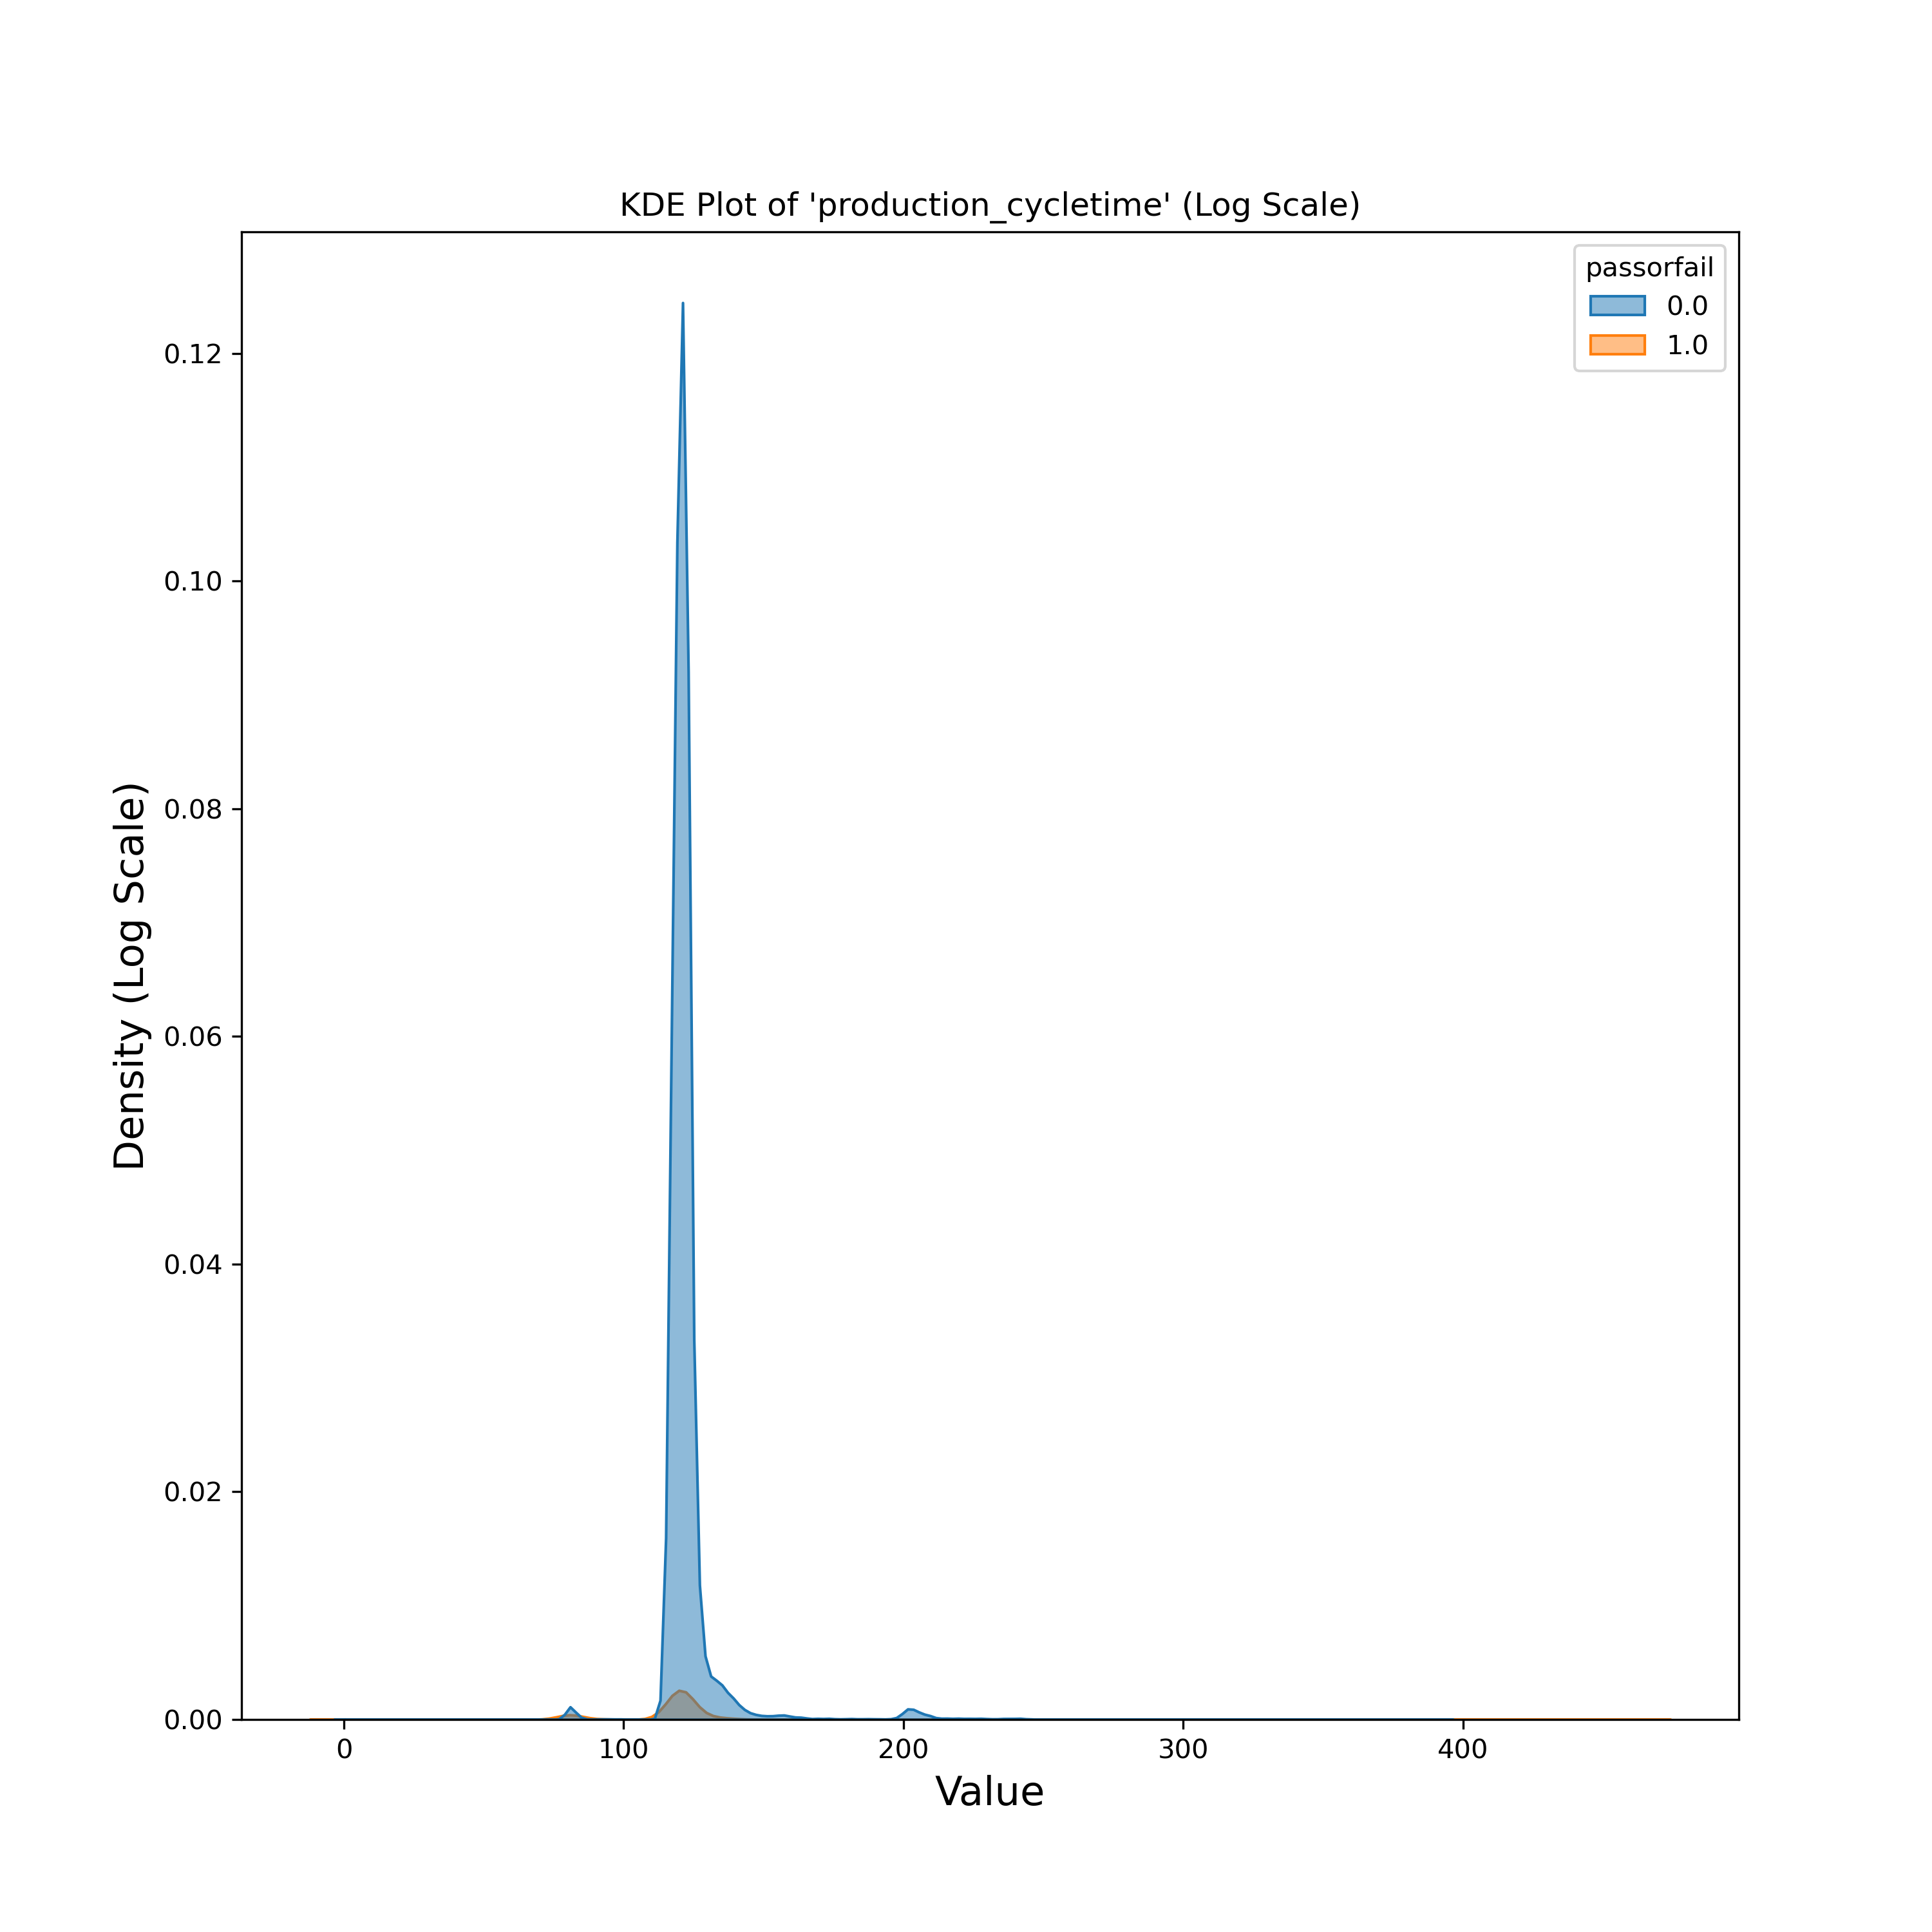 KDE Plot of 'production_cycletime' (Log Scale)
passorfail
0.0
1.0
Density (Log Scale)
0.12
0.10
0.08
0.06
0.04
0.02
0.00
0 100 200 300 400
Value